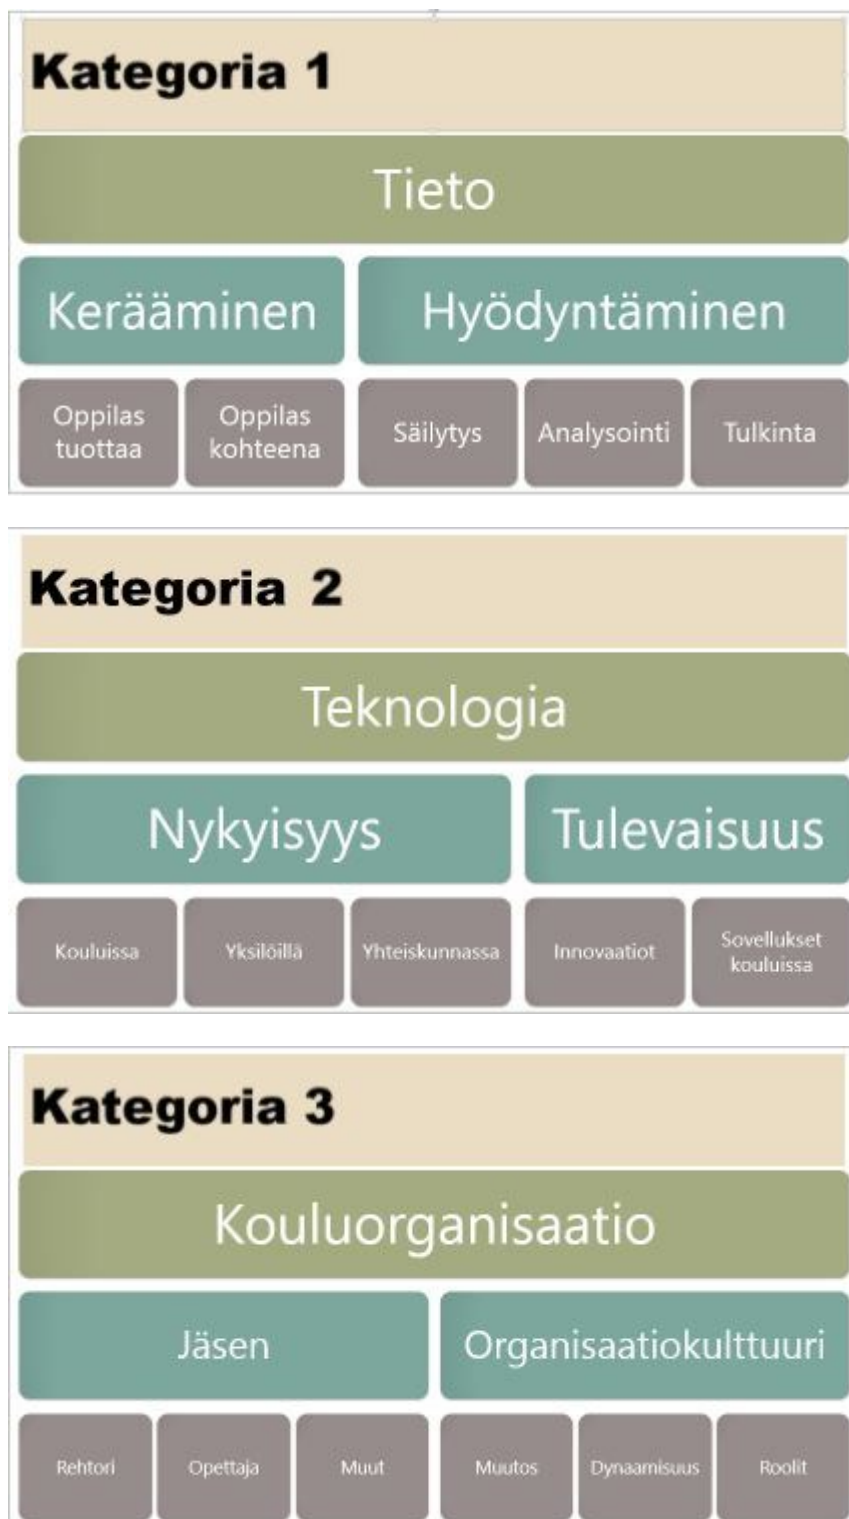 Kategoria 1
Tieto
Kerääminen
Hyödyntäminen
Oppilas
tuottaa
Oppilas
kohteena
Säilytys
Analysointi
Tulkinta
Kategoria 2
Teknologia
Nykyisyys
Tulevaisuus
Kouluissa
Yksilöillä
Yhteiskunnassa
Innovaatiot
Sovellukset
kouluissa
Kategoria 3
Kouluorganisaatio
Jäsen
Organisaatiokulttuuri
Rehtori
Opettaja
Muut
Muutos
Dynaamisuus
Roolit